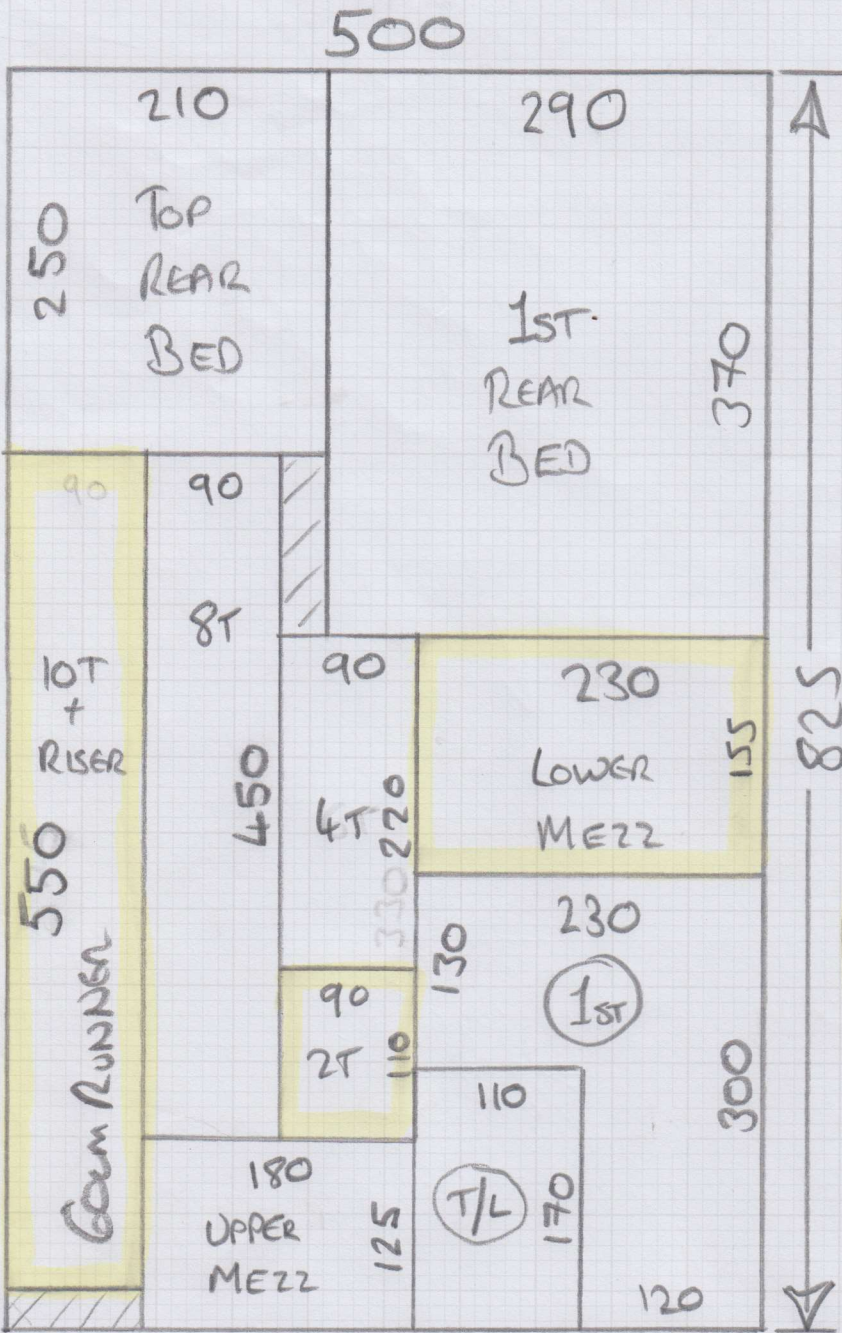 500
210
290
250
TOP
REAR
BED
1ST
REAR
BED
370
90
90
8T
10T
+
RISER
550
60cm RUNNER
450
90
4T
220
330
230
LOWER
MEZZ
155
825
230
130
1ST
300
90
2T
110
110
T/L
170
180
UPPER
MEZZ
125
120